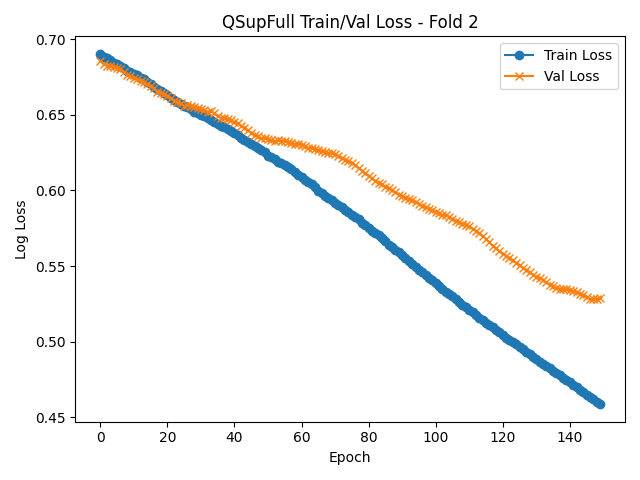 QSupFull Train/Val Loss - Fold 2
Train Loss
Val Loss
Log Loss
0.70
0.65
0.60
0.55
0.50
0.45
0 20 40 60 80 100 120 140
Epoch